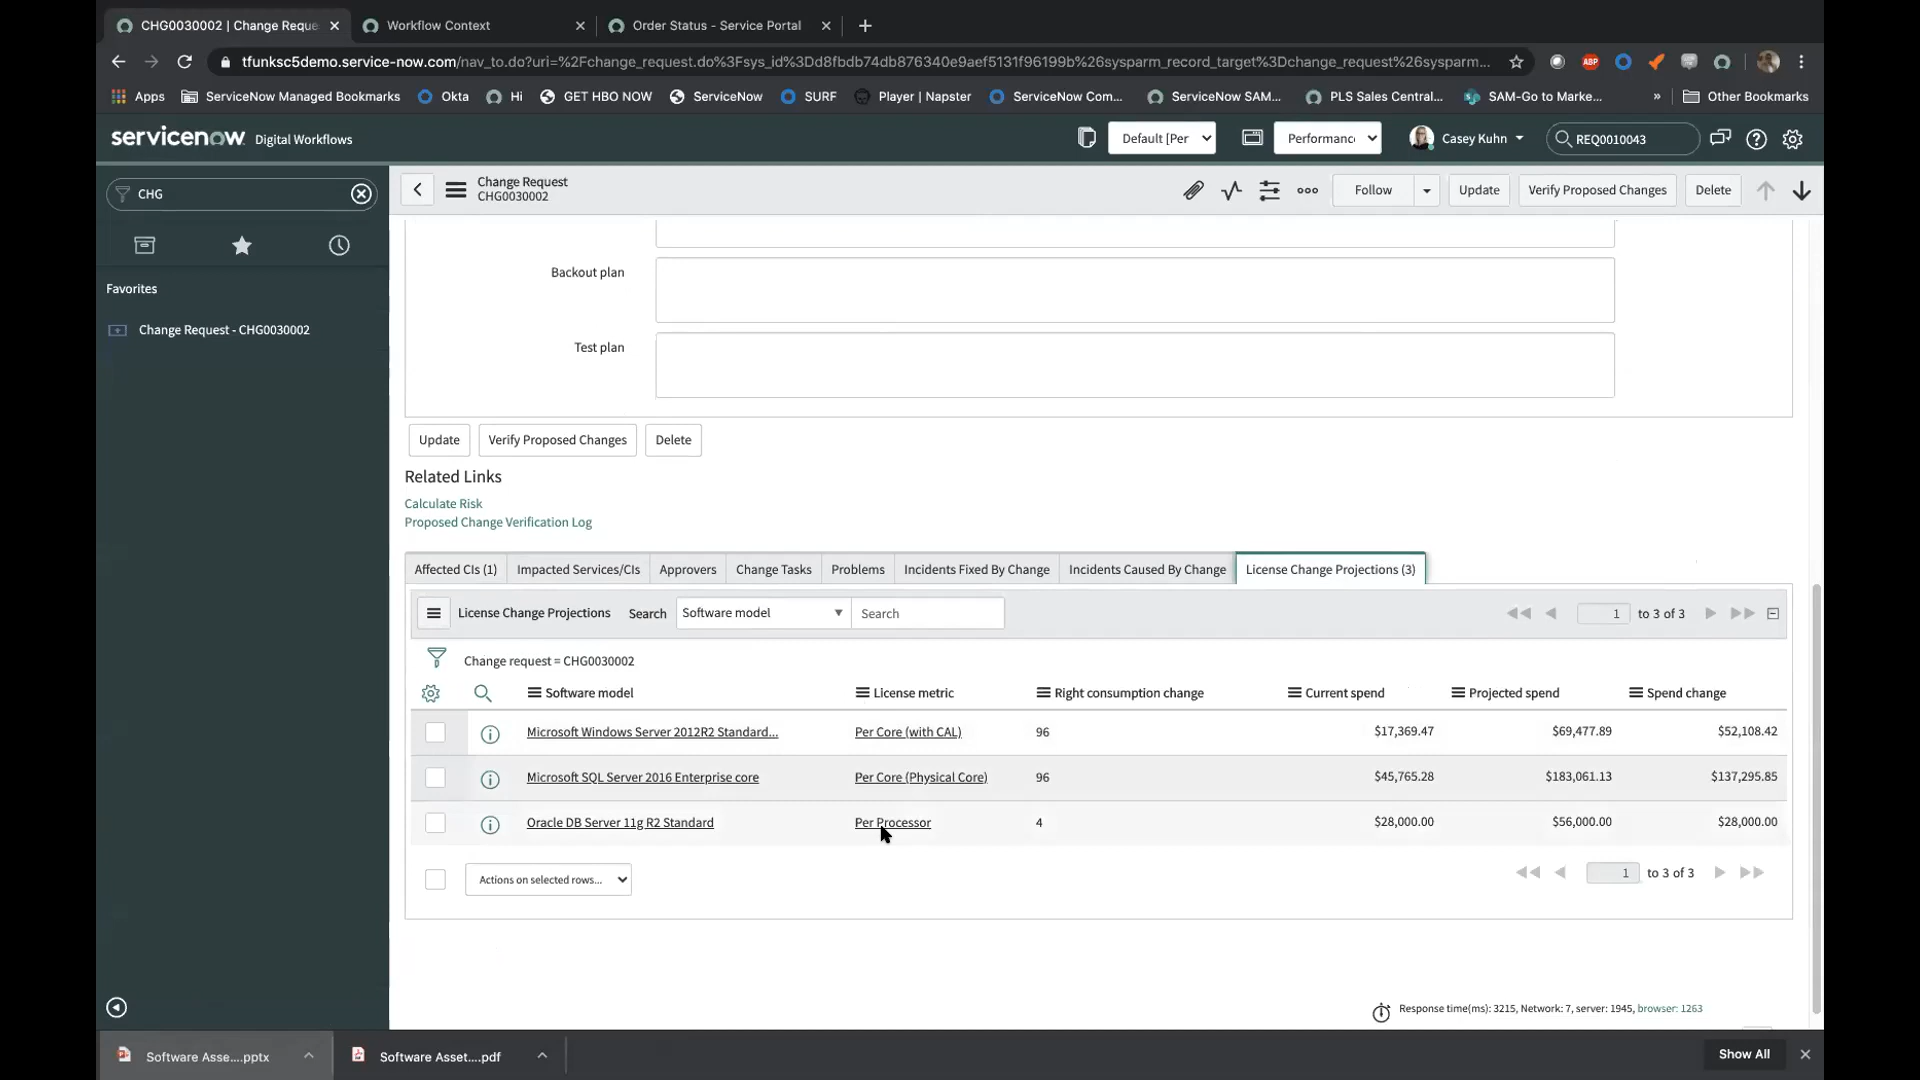 CHG0030002 | Change Reque
Workflow Context
Order Status - Service Portal
tfunksc5demo.service-now.com/nav_to.do?uri=%2Fchange_request.do%3Fsys_id%3Dd8fbdb74db876340e9aef5131f96199b%26sysparm_record_target%3Dchange_request%26sysparm...
Apps
ServiceNow Managed Bookmarks
Okta
Hi
GET HBO NOW
ServiceNow
SURF
Player | Napster
ServiceNow Com...
ServiceNow SAM...
PLS Sales Central...
SAM-Go to Marke...
»
Other Bookmarks
ABP
servicenow Digital Workflows
Default [Per
Performanc
Casey Kuhn
REQ0010043
CHG
Change Request
CHG0030002
Follow
Update
Verify Proposed Changes
Delete
Favorites
Change Request - CHG0030002
Backout plan
Test plan
Update
Verify Proposed Changes
Delete
Related Links
Calculate Risk
Proposed Change Verification Log
Affected CIs (1)
Impacted Services/CIs
Approvers
Change Tasks
Problems
Incidents Fixed By Change
Incidents Caused By Change
License Change Projections (3)
License Change Projections
Search
Software model
Search
1 to 3 of 3
Change request = CHG0030002
Software model
License metric
Right consumption change
Current spend
Projected spend
Spend change
Microsoft Windows Server 2012R2 Standard...
Per Core (with CAL)
96
$17,369.47
$69,477.89
$52,108.42
Microsoft SQL Server 2016 Enterprise core
Per Core (Physical Core)
96
$45,765.28
$183,061.13
$137,295.85
Oracle DB Server 11g R2 Standard
Per Processor
4
$28,000.00
$56,000.00
$28,000.00
Actions on selected rows...
1 to 3 of 3
Response time(ms): 3215, Network: 7, server: 1945, browser: 1263
Software Asse....pptx
Software Asset....pdf
Show All